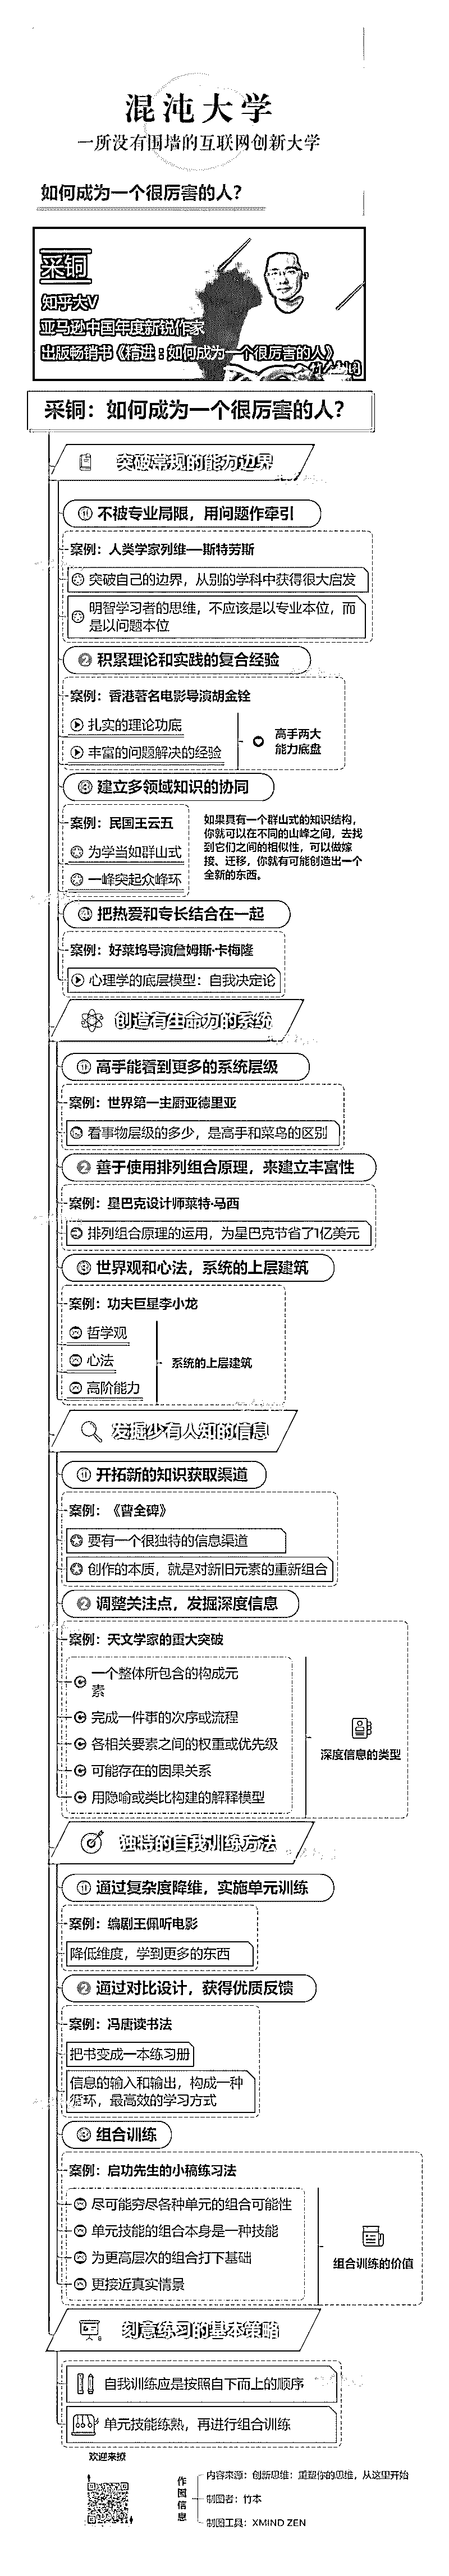 混沌大学
一所没有围墙的互联网创新大学
如何成为一个很厉害的人？
采铜
知乎大V
亚马逊中国年度新锐作家
出版畅销书《精进：如何成为一个很厉害的人》
采铜：如何成为一个很厉害的人？
突破常规的能力边界
① 不被专业局限，用问题作牵引
案例：人类学家列维—斯特劳斯
突破自己的边界，从别的学科中获得很大启发
明智学习者的思维，不应该是以专业本位，而
是以问题本位
② 积累理论和实践的复合经验
案例：香港著名电影导演胡金铨
扎实的理论功底
丰富的问题解决的经验
高手两大
能力底盘
③ 建立多领域知识的协同
案例：民国王云五
为学当如群山式
一峰突起众峰环
如果具有一个群山式的知识结构，
你就可以在不同的山峰之间，去找
到它们之间的相似性，可以做嫁
接、迁移，你就有可能创造出一个
全新的东西。
④ 把热爱和专长结合在一起
案例：好莱坞导演詹姆斯·卡梅隆
心理学的底层模型：自我决定论
创造有生命力的系统
① 高手能看到更多的系统层级
案例：世界第一主厨亚德里亚
看事物层级的多少，是高手和菜鸟的区别
② 善于使用排列组合原理，来建立丰富性
案例：星巴克设计师莱特·马西
排列组合原理的运用，为星巴克节省了1亿美元
③ 世界观和心法，系统的上层建筑
案例：功夫巨星李小龙
哲学观
心法
高阶能力
系统的上层建筑
发掘少有人知的信息
① 开拓新的知识获取渠道
案例：《曹全碑》
要有一个很独特的信息渠道
创作的本质，就是对新旧元素的重新组合
② 调整关注点，发掘深度信息
案例：天文学家的重大突破
一个整体所包含的构成元
素
完成一件事的次序或流程
各相关要素之间的权重或优先级
可能存在的因果关系
用隐喻或类比构建的解释模型
深度信息的类型
独特的自我训练方法
① 通过复杂度降维，实施单元训练
案例：编剧王佩听电影
降低维度，学到更多的东西
② 通过对比设计，获得优质反馈
案例：冯唐读书法
把书变成一本练习册
信息的输入和输出，构成一种
循环，最高效的学习方式
③ 组合训练
案例：启功先生的小稿练习法
尽可能穷尽各种单元的组合可能性
单元技能的组合本身是一种技能
为更高层次的组合打下基础
更接近真实情景
组合训练的价值
刻意练习的基本策略
自我训练应是按照自下而上的顺序
单元技能练熟，再进行组合训练
欢迎来撩
作图信息
内容来源：创新思维：重塑你的思维，从这里开始
制图者：竹本
制图工具：XMIND ZEN